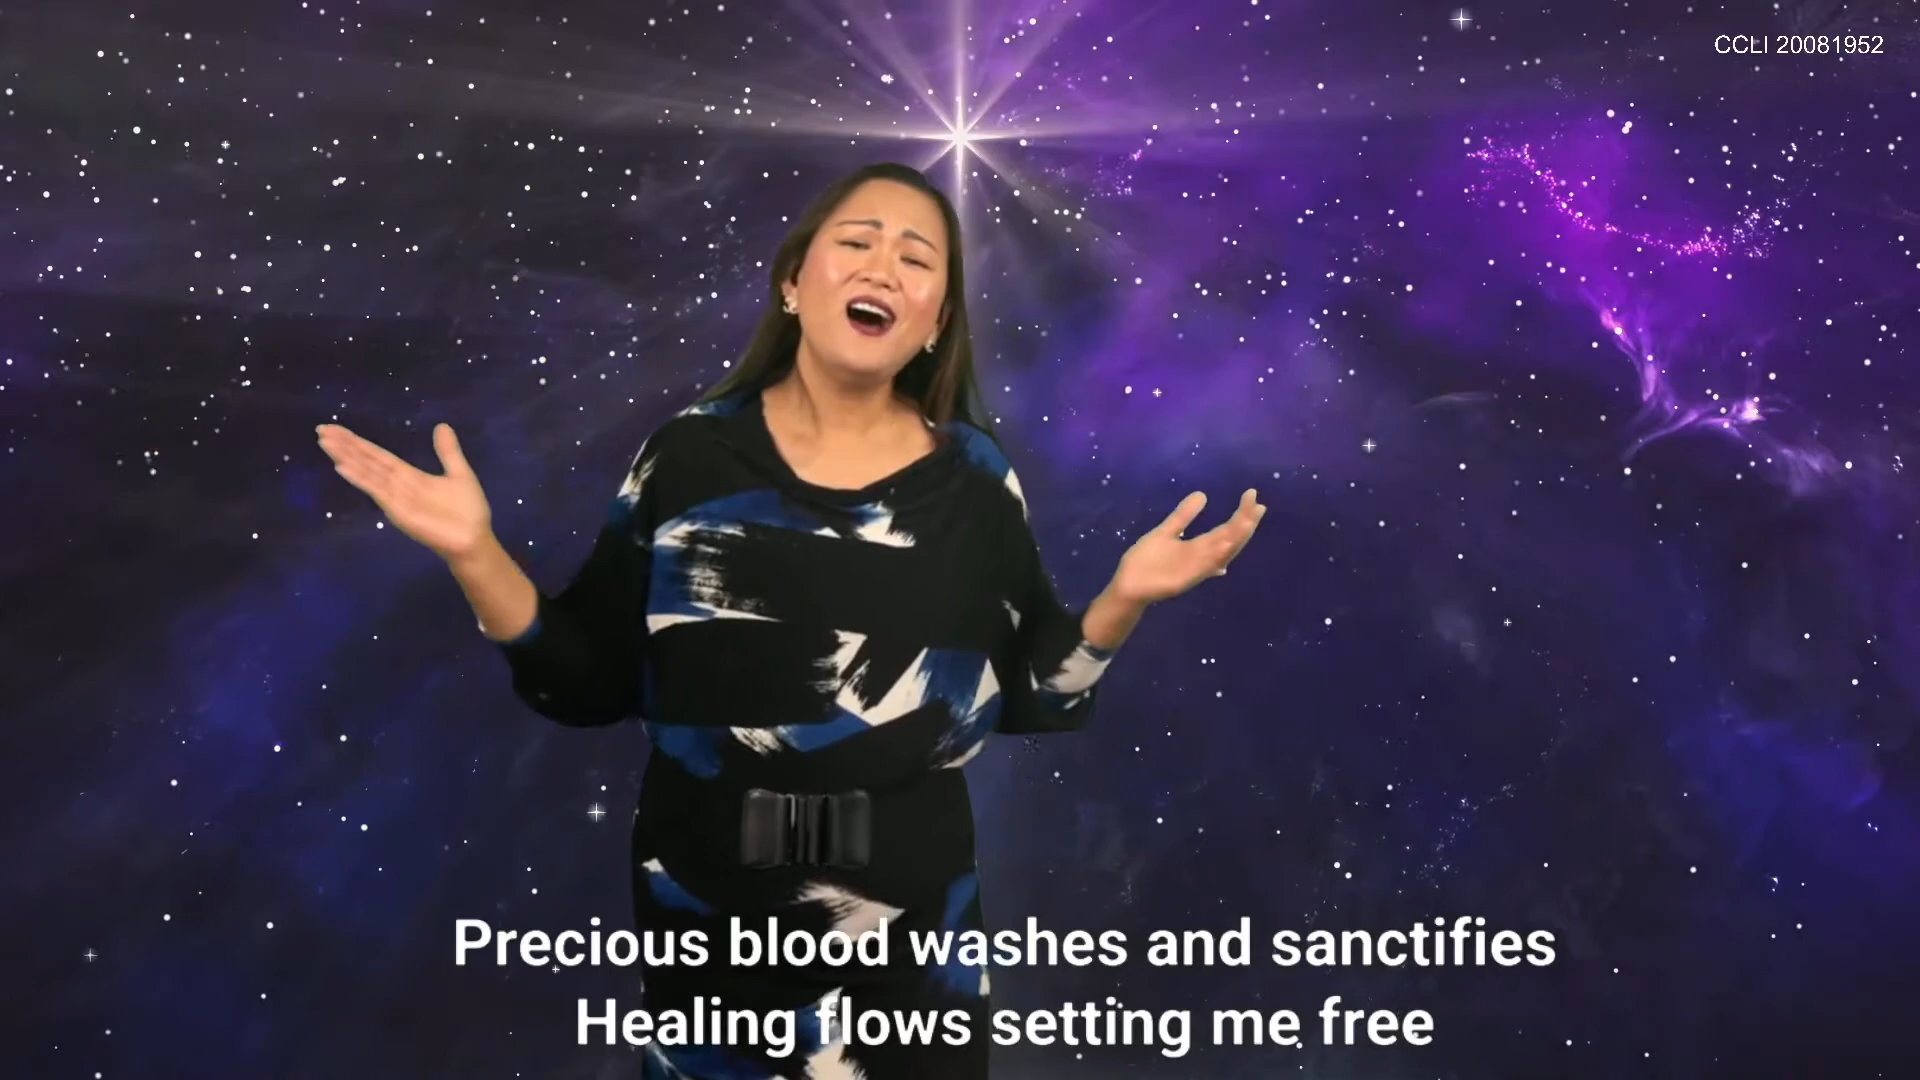 CCLI 20081952
Precious blood washes and sanctifies
Healing flows setting me free